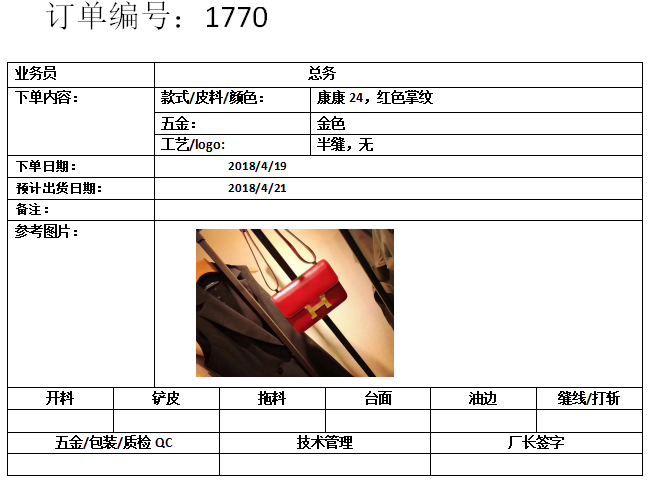 订单编号：1770
业务员 总务
下单内容： 款式/皮料/颜色： 康康 24，红色掌纹
五金： 金色
工艺/logo: 半缝，无
下单日期： 2018/4/19
预计出货日期： 2018/4/21
备注：
参考图片：
开料 铲皮 拖料 台面 油边 缝线/打斩
五金/包装/质检 QC 技术管理 厂长签字